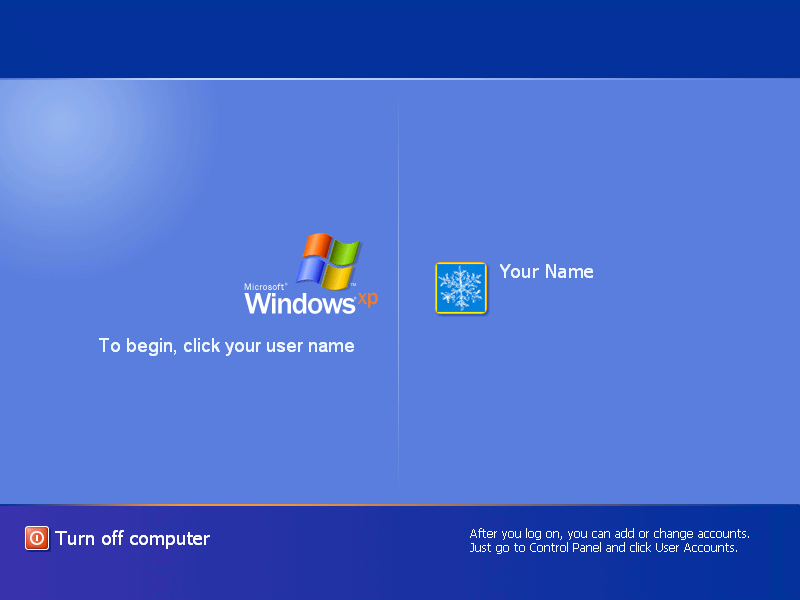 Microsoft®
Windows xp™
To begin, click your user name
Your Name
Turn off computer
After you log on, you can add or change accounts.
Just go to Control Panel and click User Accounts.